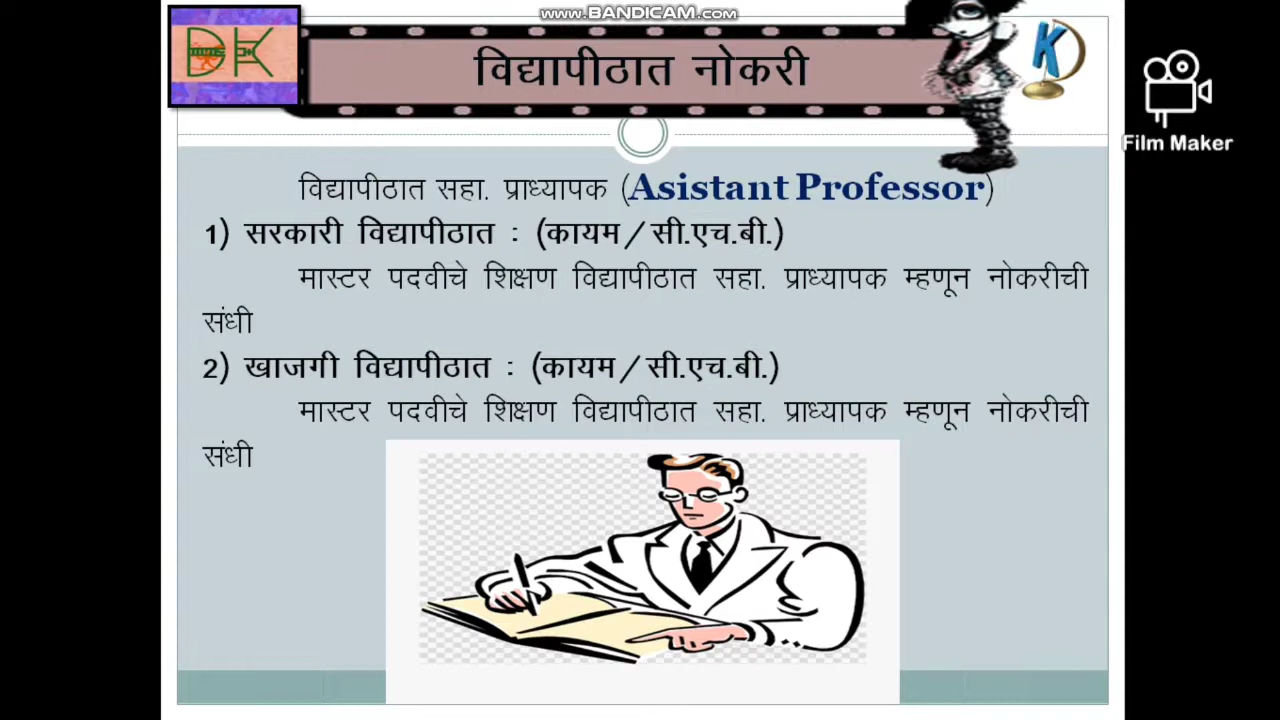 www.BANDICAM.com
DK
विद्यापीठात नोकरी
K
Film Maker
विद्यापीठात सहा. प्राध्यापक (Asistant Professor)
1) सरकारी विद्यापीठात : (कायम/सी.एच.बी.)
मास्टर पदवीचे शिक्षण विद्यापीठात सहा. प्राध्यापक म्हणून नोकरीची
संधी
2) खाजगी विद्यापीठात : (कायम/सी.एच.बी.)
मास्टर पदवीचे शिक्षण विद्यापीठात सहा. प्राध्यापक म्हणून नोकरीची
संधी